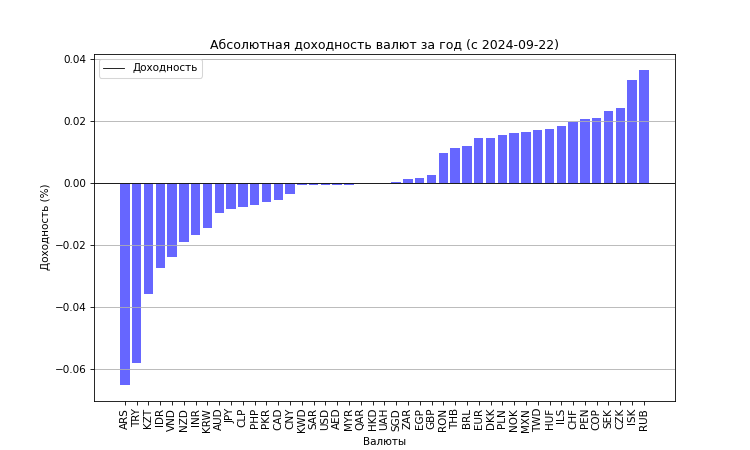 Абсолютная доходность валют за год (с 2024-09-22)
Доходность
Доходность (%)
0.04
0.02
0.00
−0.02
−0.04
−0.06
ARS TRY KZT IDR VND NZD INR KRW AUD JPY CLP PHP PKR CAD CNY KWD SAR USD AED MYR QAR HKD UAH SGD ZAR EGP GBP RON THB BRL EUR DKK PLN NOK MXN TWD HUF ILS CHF PEN COP SEK CZK ISK RUB
Валюты